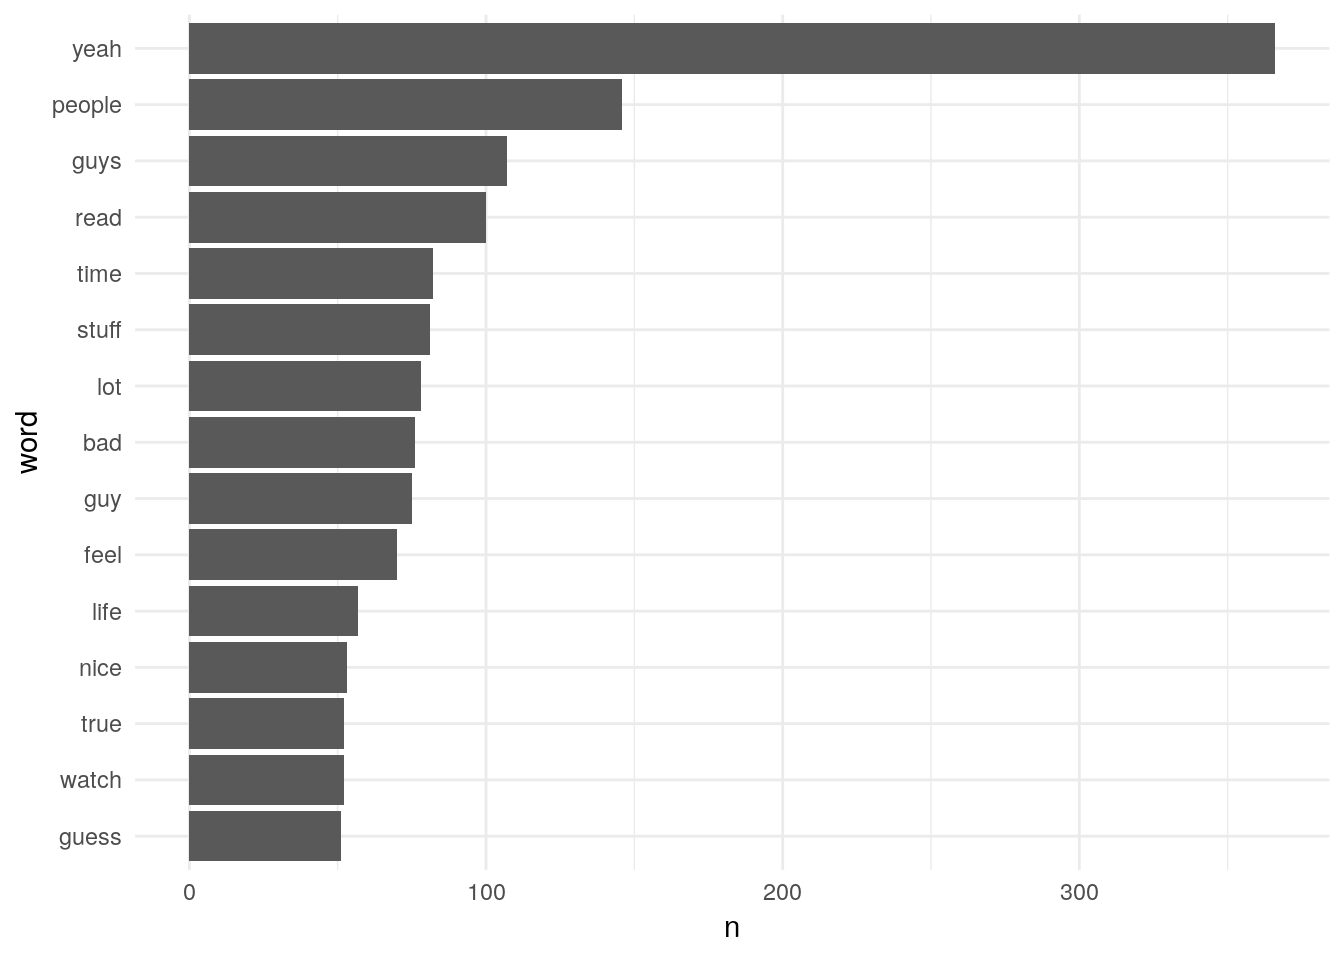 yeah
people
guys
read
time
stuff
lot
bad
guy
feel
life
nice
true
watch
guess
word
0 100 200 300
n